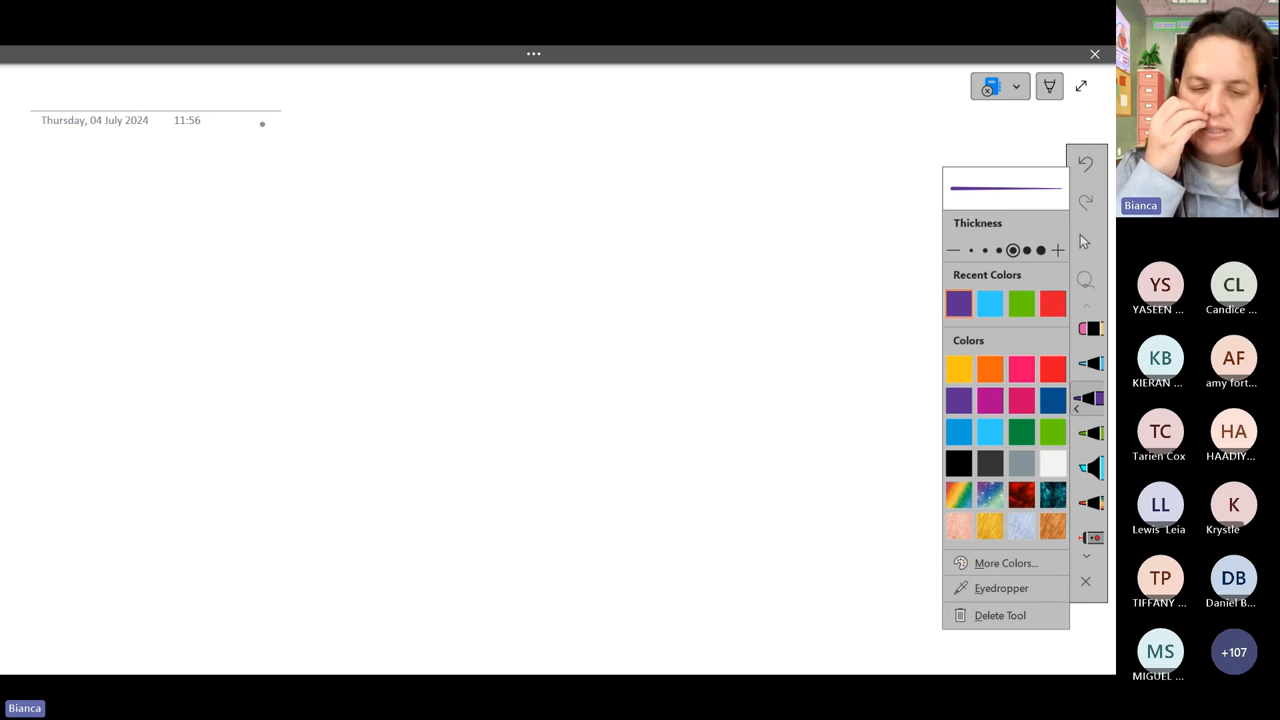 Thursday, 04 July 2024 11:56
Thickness
Recent Colors
Colors
More Colors...
Eyedropper
Delete Tool
Bianca
YS
YASEEN ...
CL
Candice ...
KB
KIERAN ...
AF
amy fort...
TC
Tarien Cox
HA
HAADIY...
LL
Lewis Leia
K
Krystle
TP
TIFFANY ...
DB
Daniel B...
MS
MIGUEL ...
+107
Bianca